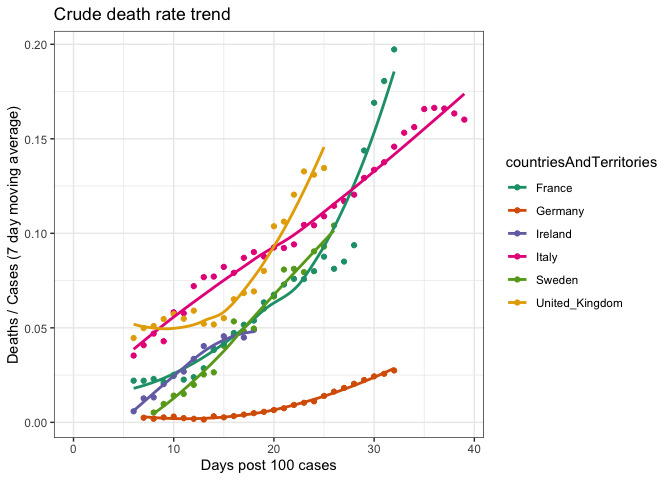 Crude death rate trend
Deaths / Cases (7 day moving average)
0.20
0.15
0.10
0.05
0.00
0
10
20
30
40
Days post 100 cases
countriesAndTerritories
France
Germany
Ireland
Italy
Sweden
United_Kingdom